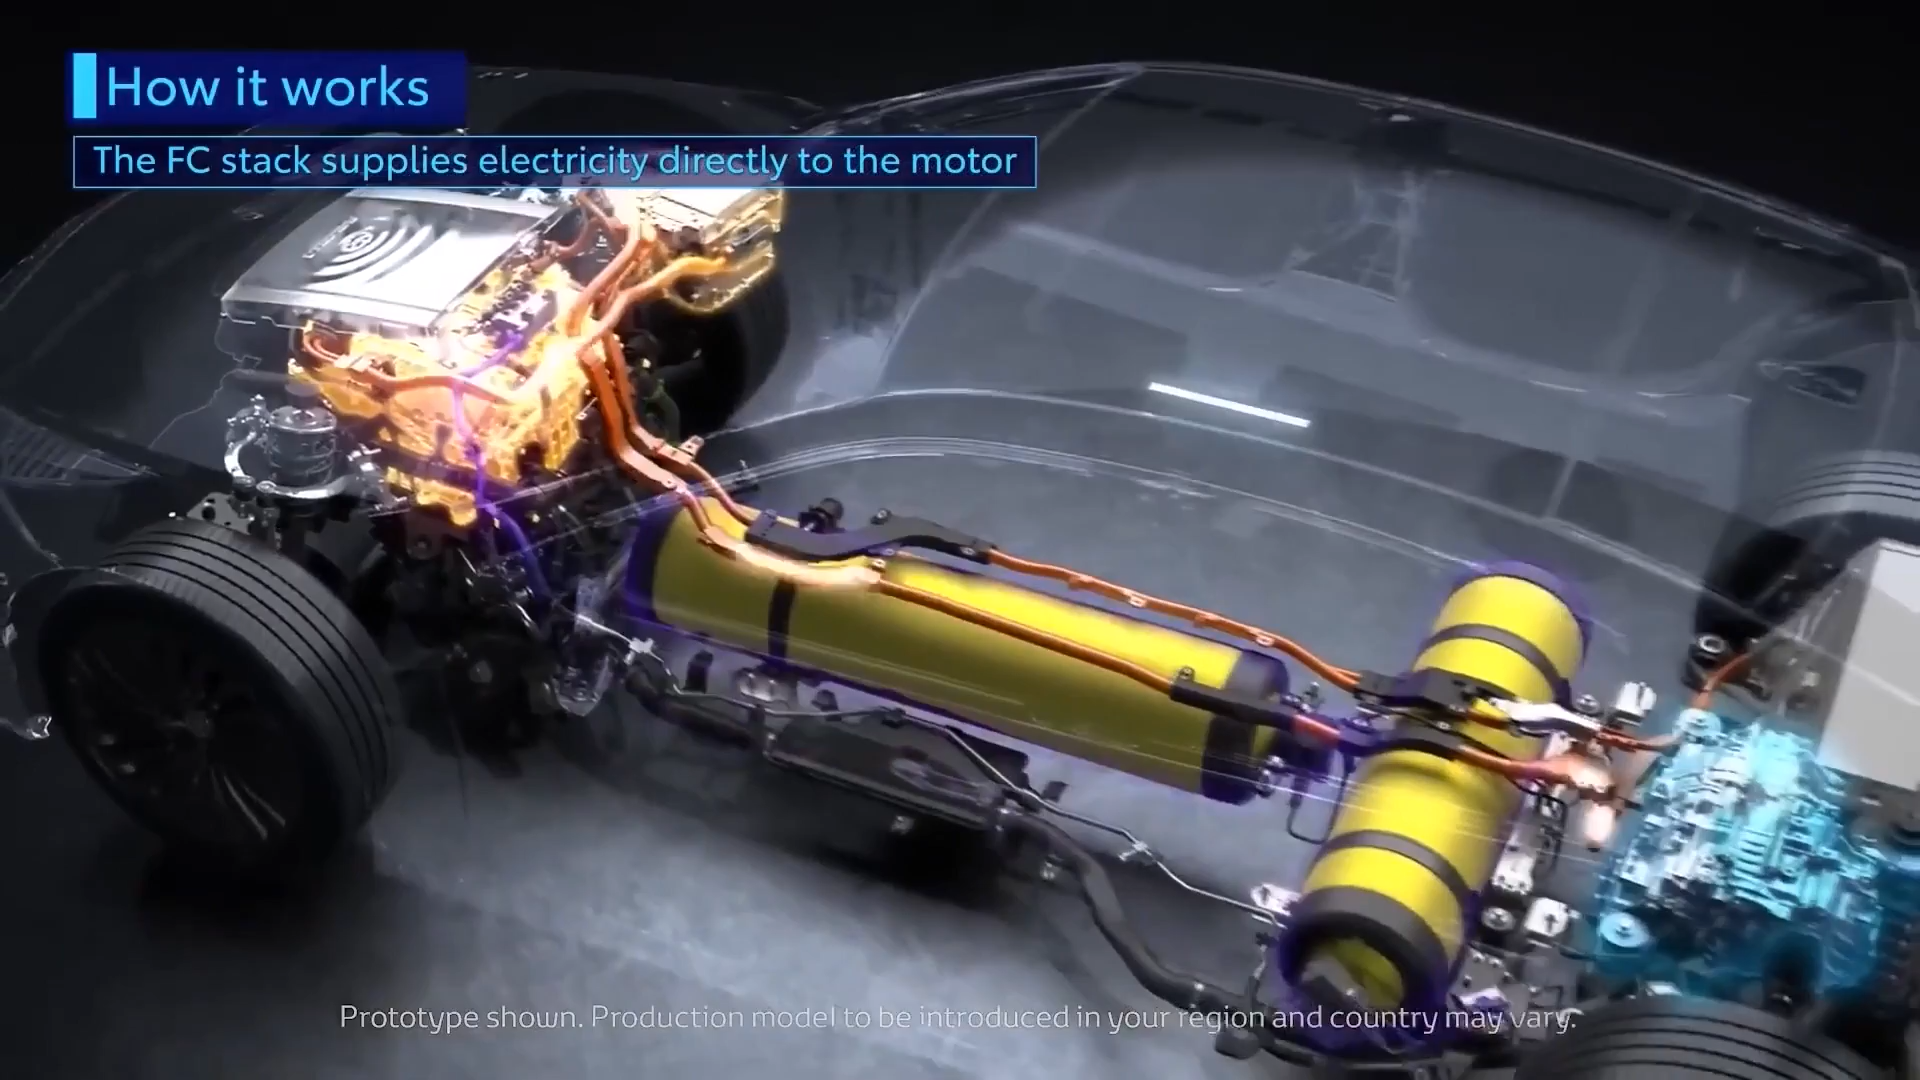 How it works
The FC stack supplies electricity directly to the motor
Prototype shown. Production model to be introduced in your region and country may vary.